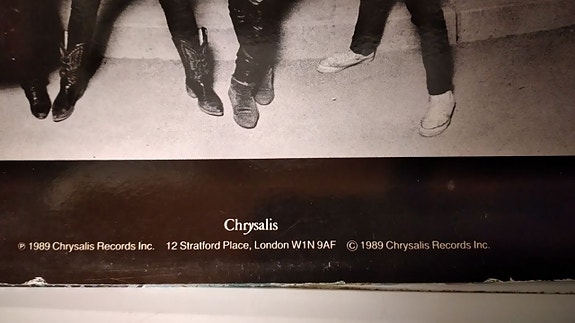 Chrysalis
℗ 1989 Chrysalis Records Inc. 12 Stratford Place, London W1N 9AF © 1989 Chrysalis Records Inc.